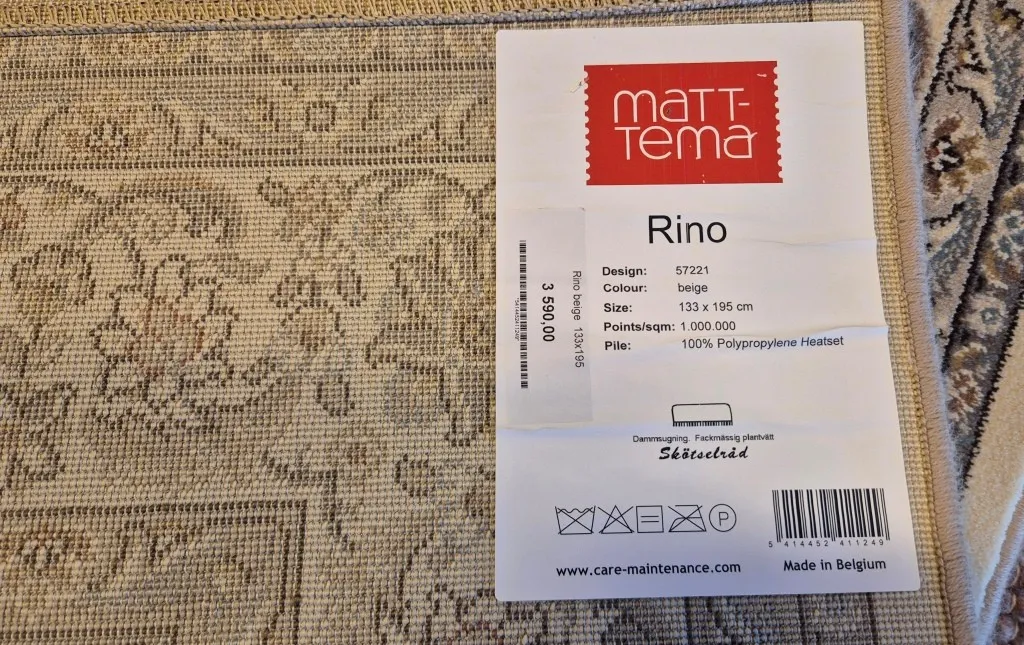 matt-
tema
Rino
Design: 57221
Colour: beige
Size: 133 x 195 cm
Points/sqm: 1.000.000
Pile: 100% Polypropylene Heatset
Rino beige 133x195
3 590,00
Dammsugning. Fackmässig plantvätt
Skötselråd
P
5 414452 411249
www.care-maintenance.com
Made in Belgium